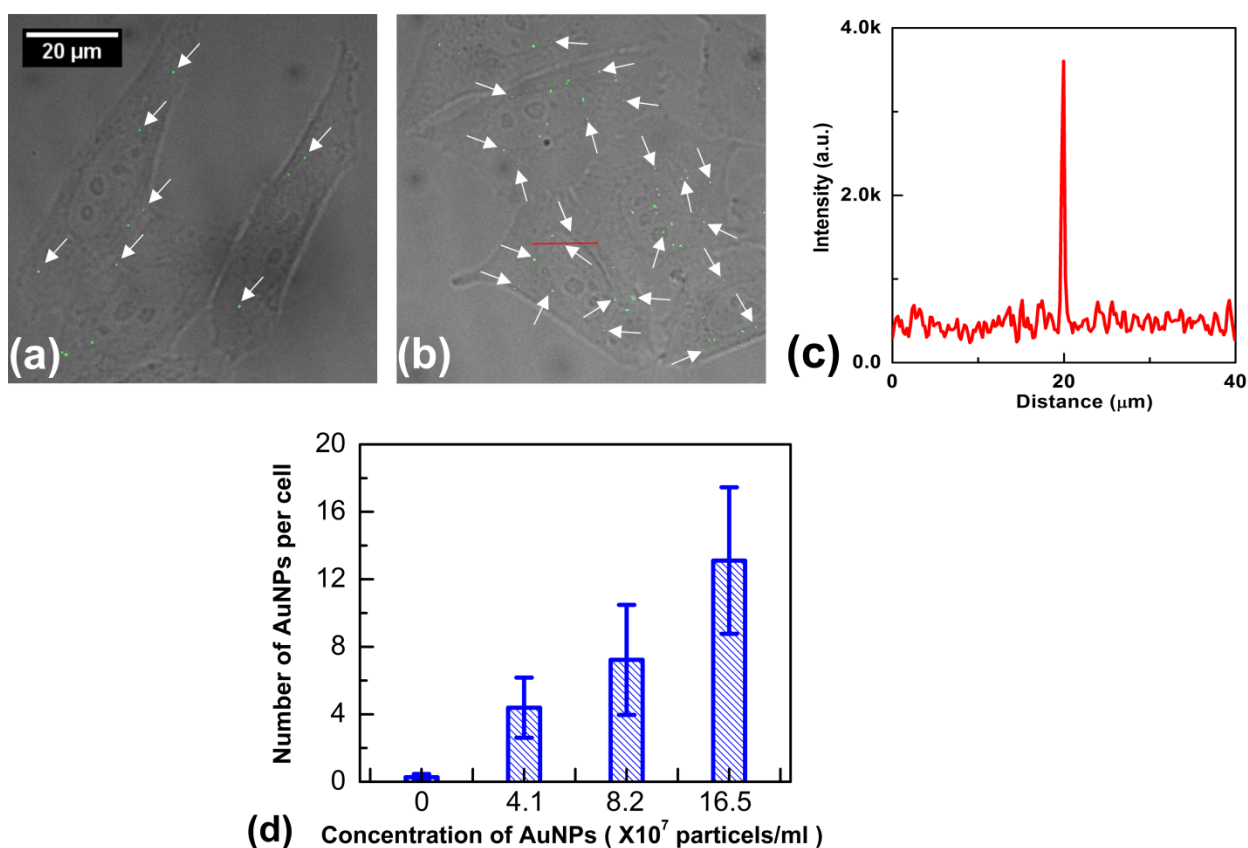 20 µm
(a)
(b)
4.0k
2.0k
0.0
Intensity (a.u.)
0
20
40
Distance (µm)
(c)
20
16
12
8
4
0
Number of AuNPs per cell
0
4.1
8.2
16.5
(d)
Concentration of AuNPs ( X10⁷ particels/ml )